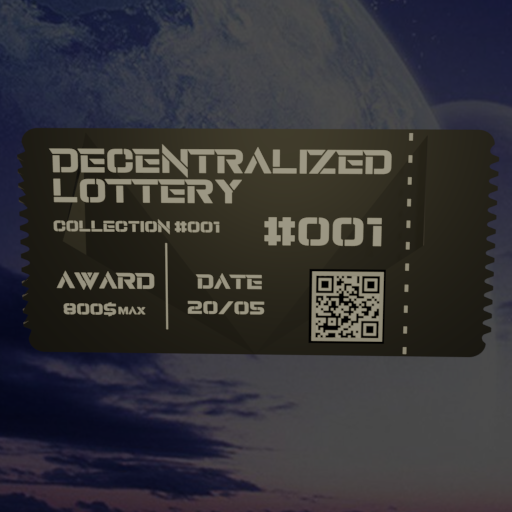 DECENTRALIZED
LOTTERY
COLLECTION #001
#001
AWARD
800$MAX
DATE
20/05